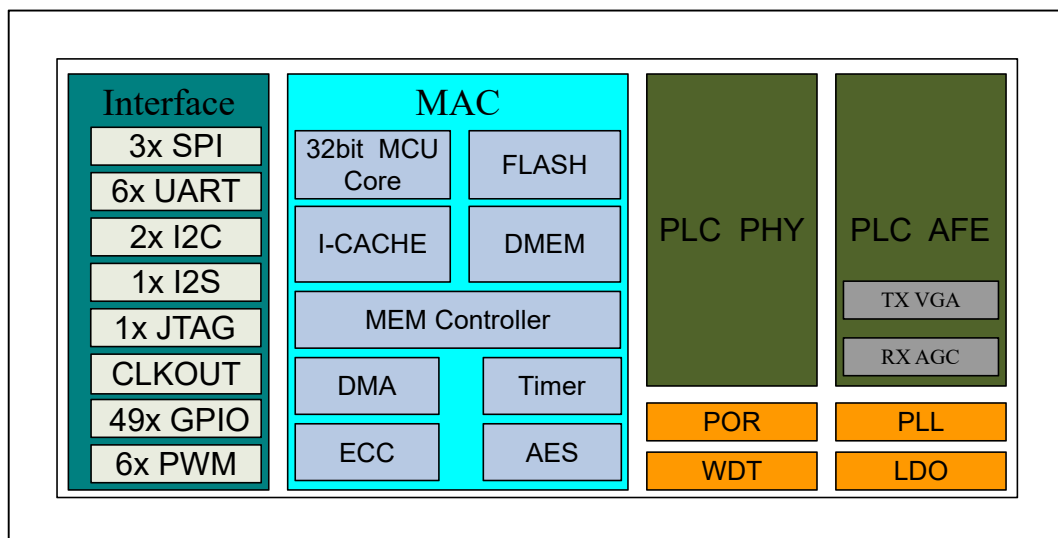 Interface
3x SPI
6x UART
2x I2C
1x I2S
1x JTAG
CLKOUT
49x GPIO
6x PWM
MAC
32bit MCU
Core
FLASH
I-CACHE
DMEM
MEM Controller
DMA
Timer
ECC
AES
PLC PHY
PLC AFE
TX VGA
RX AGC
POR
PLL
WDT
LDO